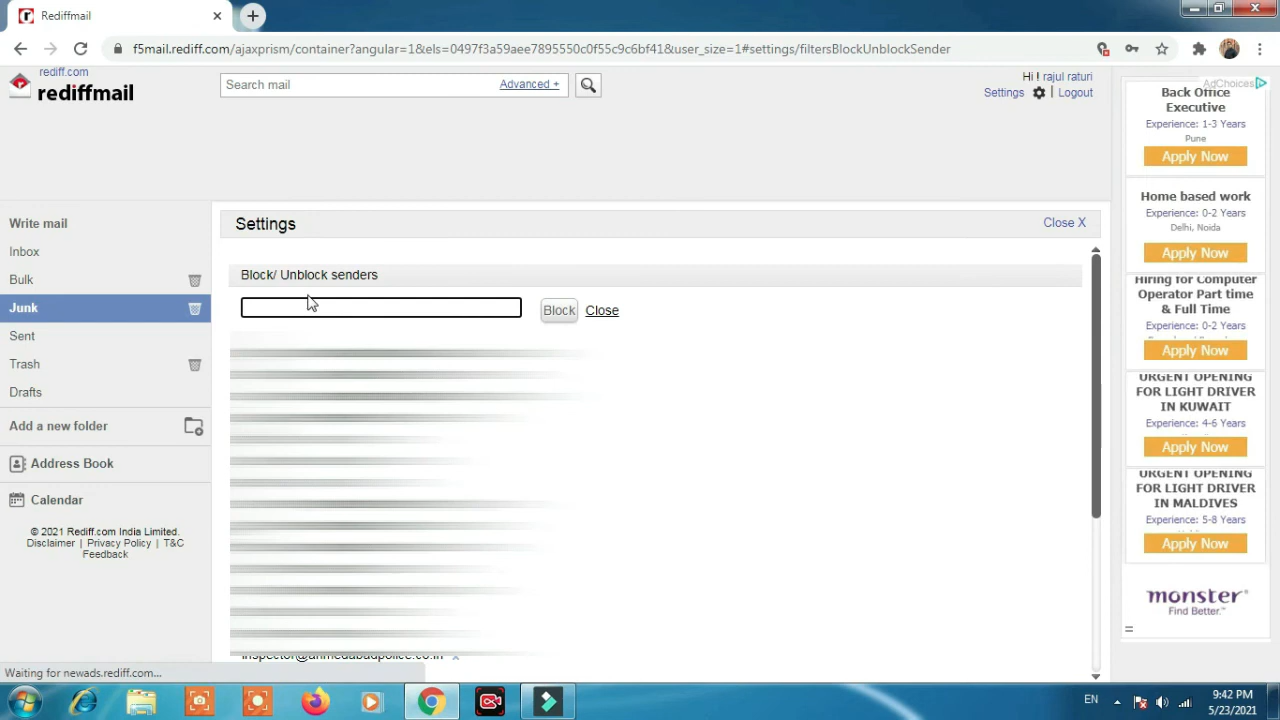 Rediffmail
f5mail.rediff.com/ajaxprism/container?angular=1&els=0497f3a59aee7895550c0f55c9c6bf41&user_size=1#settings/filtersBlockUnblockSender
rediff.com
rediffmail
Search mail
Advanced +
Hi ! rajul raturi
Settings | Logout
Write mail
Inbox
Bulk
Junk
Sent
Trash
Drafts
Add a new folder
Address Book
Calendar
© 2021 Rediff.com India Limited.
Disclaimer | Privacy Policy | T&C
Feedback
Settings
Close X
Block/ Unblock senders
Block Close
inspector@ahmedabadpolice.co.in
AdChoices
Back Office
Executive
Experience: 1-3 Years
Pune
Apply Now
Home based work
Experience: 0-2 Years
Delhi, Noida
Apply Now
Hiring for Computer
Operator Part time
& Full Time
Experience: 0-2 Years
Apply Now
URGENT OPENING
FOR LIGHT DRIVER
IN KUWAIT
Experience: 4-6 Years
Apply Now
URGENT OPENING
FOR LIGHT DRIVER
IN MALDIVES
Experience: 5-8 Years
Apply Now
monster
Find Better.™
Waiting for newads.rediff.com...
EN
9:42 PM
5/23/2021